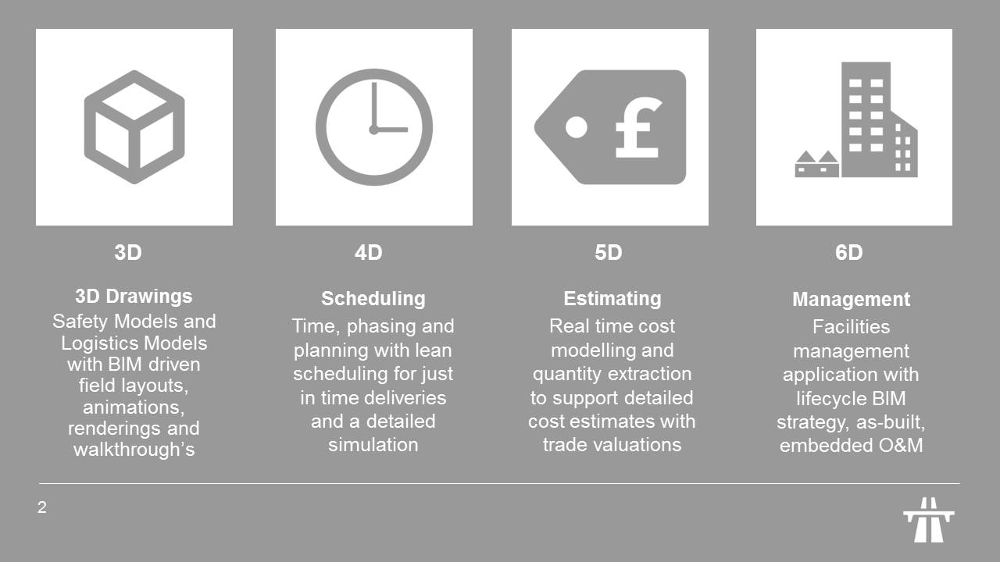 £
3D
3D Drawings
Safety Models and
Logistics Models
with BIM driven
field layouts,
animations,
renderings and
walkthrough’s
4D
Scheduling
Time, phasing and
planning with lean
scheduling for just
in time deliveries
and a detailed
simulation
5D
Estimating
Real time cost
modelling and
quantity extraction
to support detailed
cost estimates with
trade valuations
6D
Management
Facilities
management
application with
lifecycle BIM
strategy, as-built,
embedded O&M
2